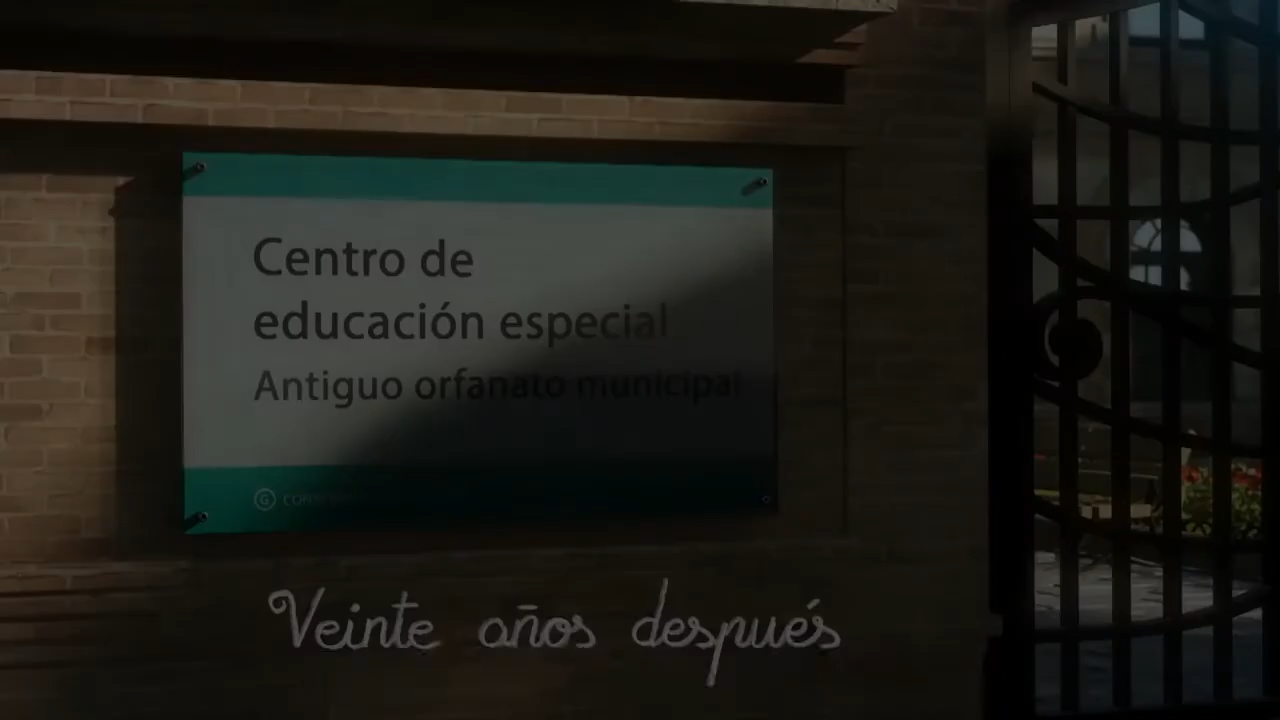 Centro de
educación especial
Antiguo orfanato municipal
Veinte años después